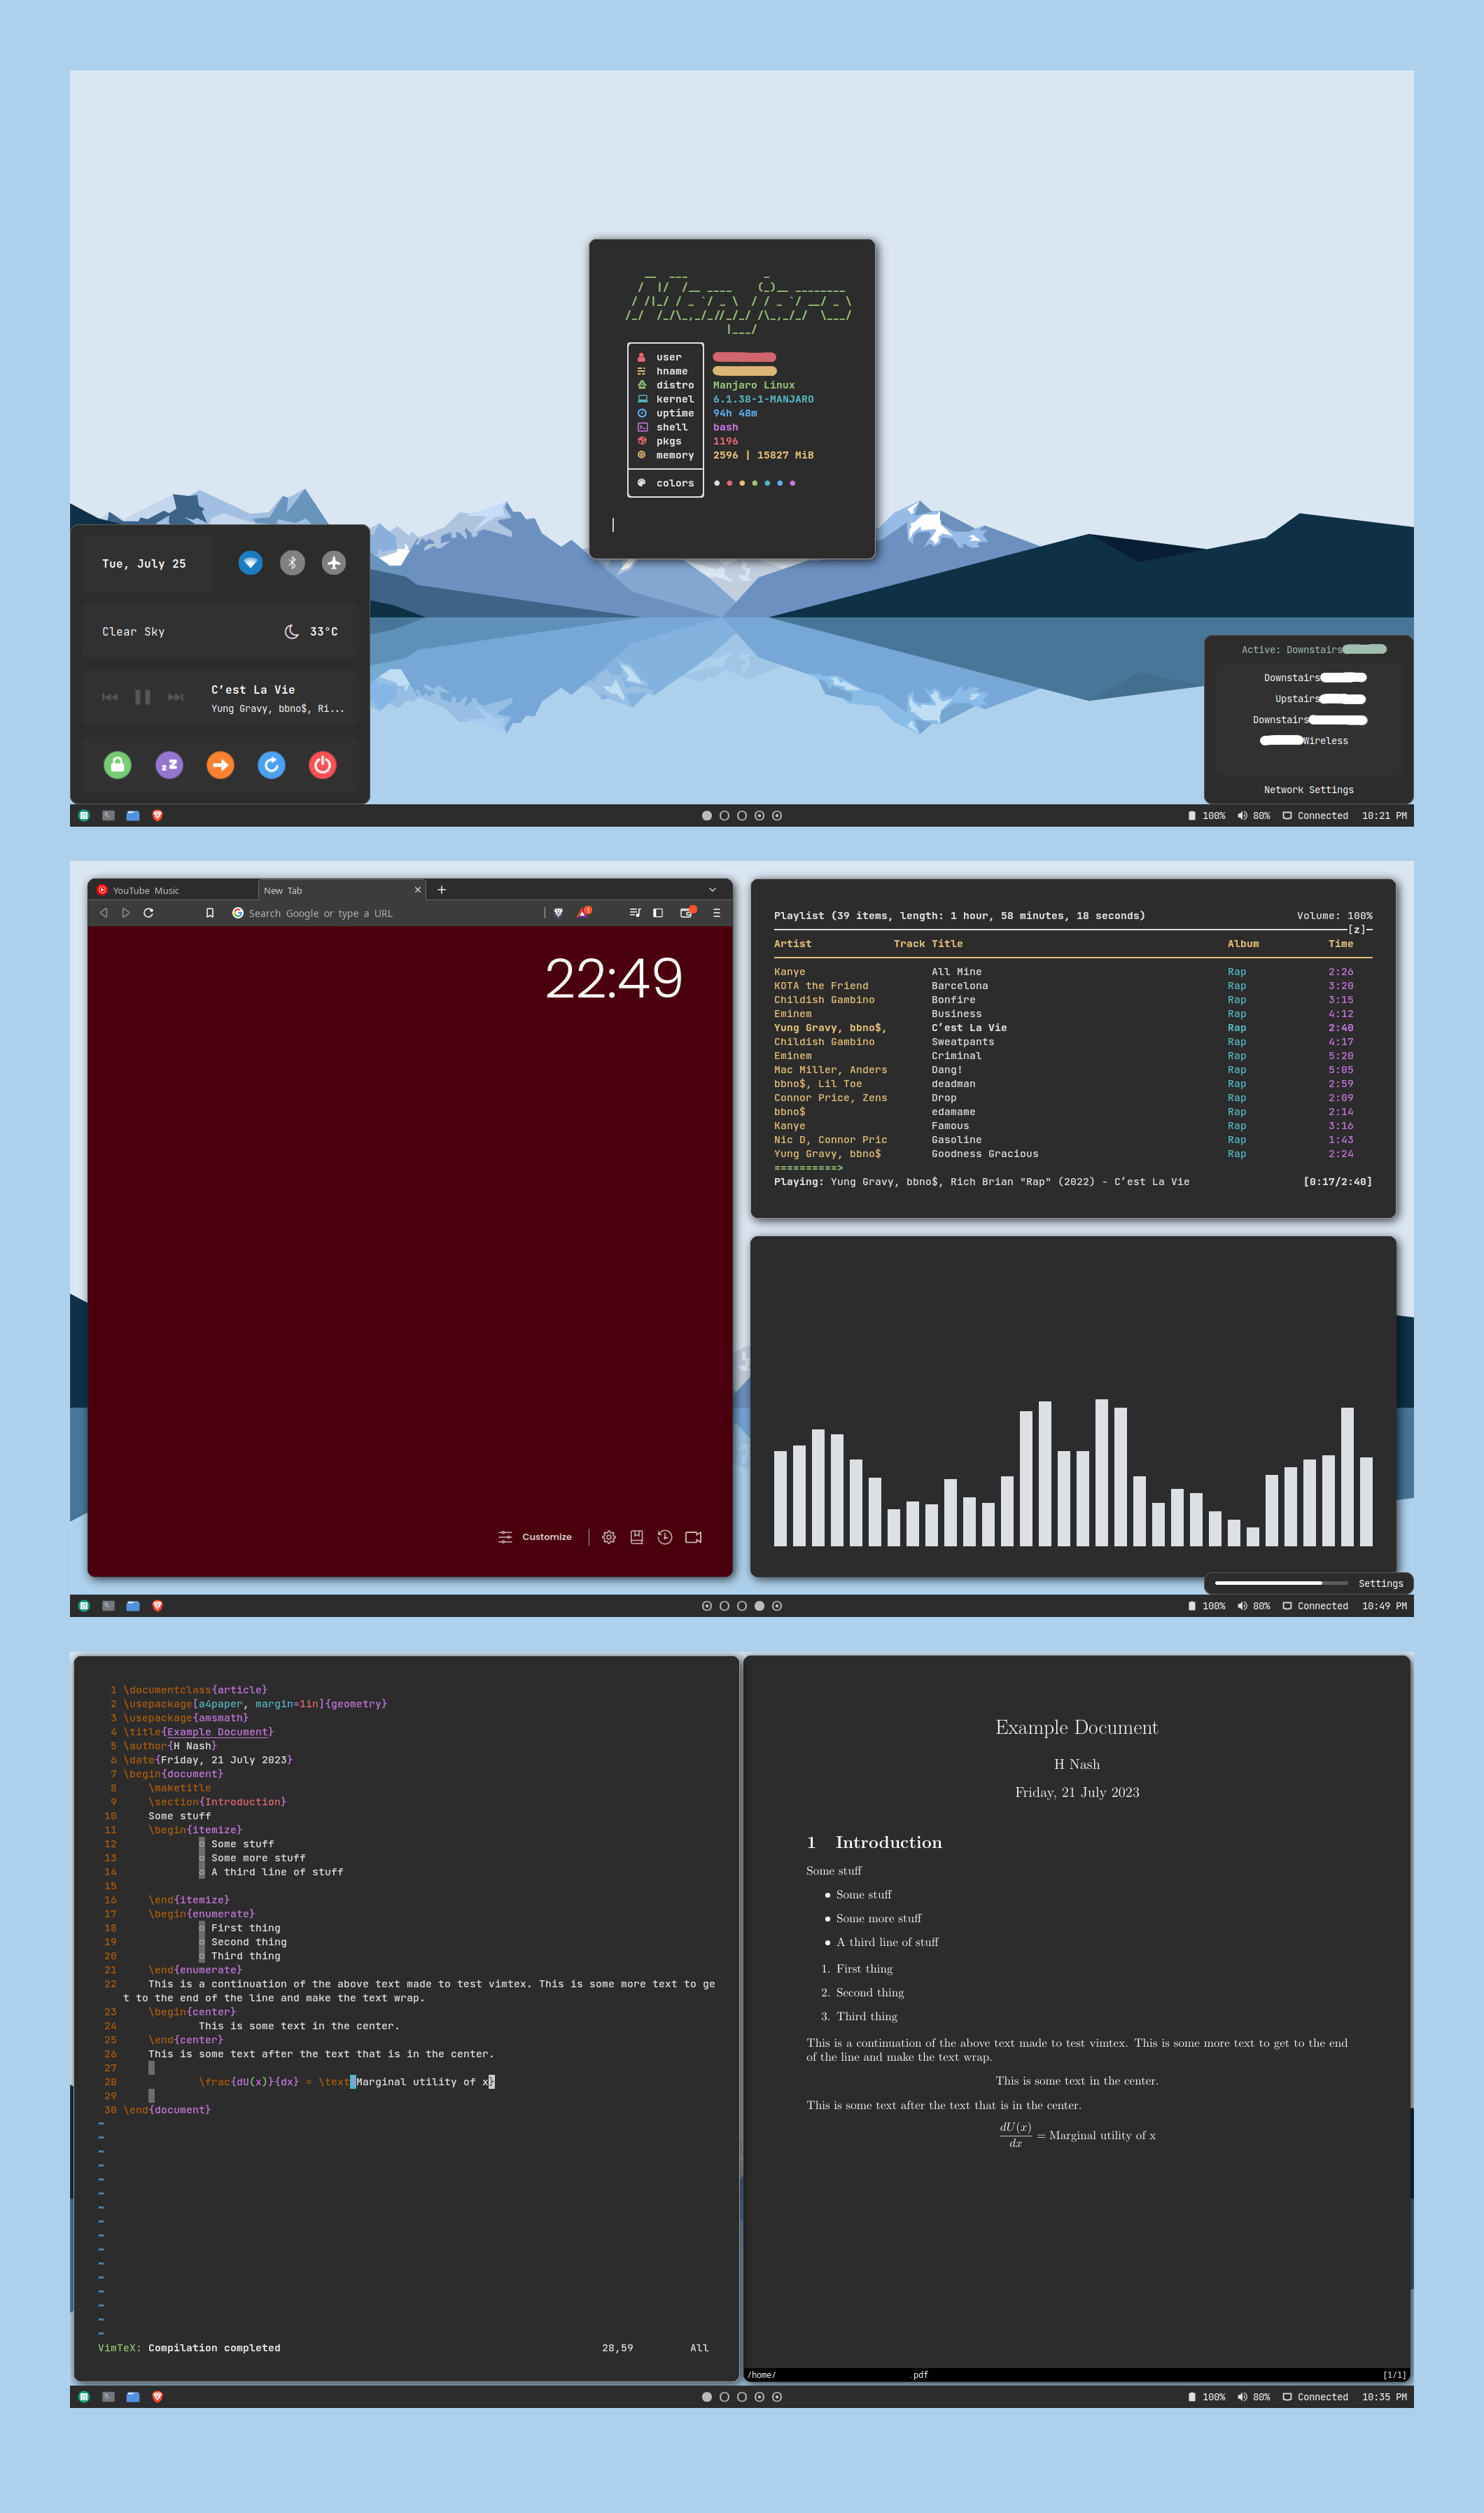 user
hname
distro Manjaro Linux
kernel 6.1.38-1-MANJARO
uptime 94h 48m
shell bash
pkgs 1196
memory 2596 | 15827 MiB
colors
Tue, July 25
Clear Sky 33°C
C'est La Vie
Yung Gravy, bbno$, Ri...
Active: Downstairs
Downstairs
Upstairs
Downstairs
Wireless
Network Settings
100% 80% Connected 10:21 PM
YouTube Music New Tab
Search Google or type a URL
22:49
Customize
Playlist (39 items, length: 1 hour, 58 minutes, 18 seconds) Volume: 100%
[z]
Artist Track Title Album Time
Kanye All Mine Rap 2:26
KOTA the Friend Barcelona Rap 3:20
Childish Gambino Bonfire Rap 3:15
Eminem Business Rap 4:12
Yung Gravy, bbno$, C'est La Vie Rap 2:40
Childish Gambino Sweatpants Rap 4:17
Eminem Criminal Rap 5:20
Mac Miller, Anders Dang! Rap 5:05
bbno$, Lil Toe deadman Rap 2:59
Connor Price, Zens Drop Rap 2:09
bbno$ edamame Rap 2:14
Kanye Famous Rap 3:16
Nic D, Connor Pric Gasoline Rap 1:43
Yung Gravy, bbno$ Goodness Gracious Rap 2:24
==========>
Playing: Yung Gravy, bbno$, Rich Brian "Rap" (2022) - C'est La Vie [0:17/2:40]
Settings
100% 80% Connected 10:49 PM
1 \documentclass{article}
2 \usepackage[a4paper, margin=1in]{geometry}
3 \usepackage{amsmath}
4 \title{Example Document}
5 \author{H Nash}
6 \date{Friday, 21 July 2023}
7 \begin{document}
8 \maketitle
9 \section{Introduction}
10 Some stuff
11 \begin{itemize}
12 ○ Some stuff
13 ○ Some more stuff
14 ○ A third line of stuff
15
16 \end{itemize}
17 \begin{enumerate}
18 ○ First thing
19 ○ Second thing
20 ○ Third thing
21 \end{enumerate}
22 This is a continuation of the above text made to test vimtex. This is some more text to ge
t to the end of the line and make the text wrap.
23 \begin{center}
24 This is some text in the center.
25 \end{center}
26 This is some text after the text that is in the center.
27
28 \frac{dU(x)}{dx} = \text{Marginal utility of x}
29
30 \end{document}
VimTeX: Compilation completed 28,59 All
Example Document
H Nash
Friday, 21 July 2023
1 Introduction
Some stuff
• Some stuff
• Some more stuff
• A third line of stuff
1. First thing
2. Second thing
3. Third thing
This is a continuation of the above text made to test vimtex. This is some more text to get to the end
of the line and make the text wrap.
This is some text in the center.
This is some text after the text that is in the center.
dU(x)
dx
= Marginal utility of x
/home/ .pdf [1/1]
100% 80% Connected 10:35 PM